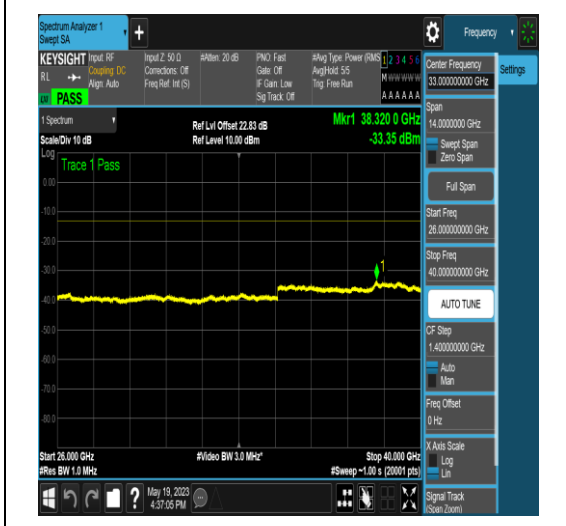 Spectrum Analyzer 1
Swept SA
Frequency
KEYSIGHT
Input: RF
Coupling: DC
Align: Auto
Input Z: 50 Ω
Corrections: Off
Freq Ref: Int (S)
#Atten: 20 dB
PNO: Fast
Gate: Off
IF Gain: Low
Sig Track: Off
#Avg Type: Power (RMS)
Avg|Hold: 5/5
Trig: Free Run
1 2 3 4 5 6
M W W W W W
A A A A A A
R L
PASS
1 Spectrum
Scale/Div 10 dB
Ref Lvl Offset 22.83 dB
Ref Level 10.00 dBm
Mkr1 38.320 0 GHz
-33.35 dBm
Log
Trace 1 Pass
0.00
-10.0
-20.0
-30.0
-40.0
-50.0
-60.0
-70.0
-80.0
1
Start 26.000 GHz
#Res BW 1.0 MHz
#Video BW 3.0 MHz*
Stop 40.000 GHz
#Sweep ~1.00 s (20001 pts)
May 19, 2023
4:37:05 PM
Center Frequency
33.000000000 GHz
Settings
Span
14.0000000 GHz
Swept Span
Zero Span
Full Span
Start Freq
26.000000000 GHz
Stop Freq
40.000000000 GHz
AUTO TUNE
CF Step
1.400000000 GHz
Auto
Man
Freq Offset
0 Hz
X Axis Scale
Log
Lin
Signal Track
(Span Zoom)